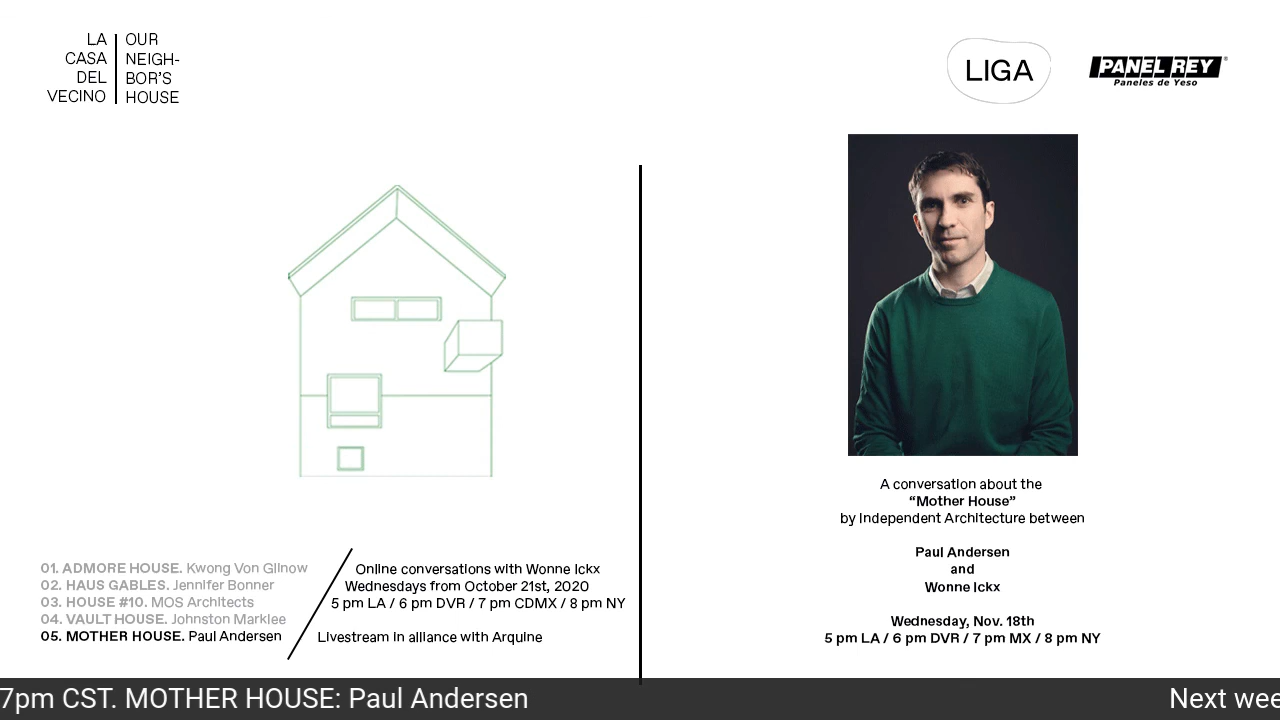 LA
CASA
DEL
VECINO
OUR
NEIGH-
BOR'S
HOUSE
LIGA
PANEL REY®
Paneles de Yeso
A conversation about the
“Mother House”
by Independent Architecture between
Paul Andersen
and
Wonne Ickx
Wednesday, Nov. 18th
5 pm LA / 6 pm DVR / 7 pm MX / 8 pm NY
01. ADMORE HOUSE. Kwong Von Glinow
02. HAUS GABLES. Jennifer Bonner
03. HOUSE #10. MOS Architects
04. VAULT HOUSE. Johnston Marklee
05. MOTHER HOUSE. Paul Andersen
Online conversations with Wonne Ickx
Wednesdays from October 21st, 2020
5 pm LA / 6 pm DVR / 7 pm CDMX / 8 pm NY
Livestream in alliance with Arquine
7pm CST. MOTHER HOUSE: Paul Andersen
Next wee